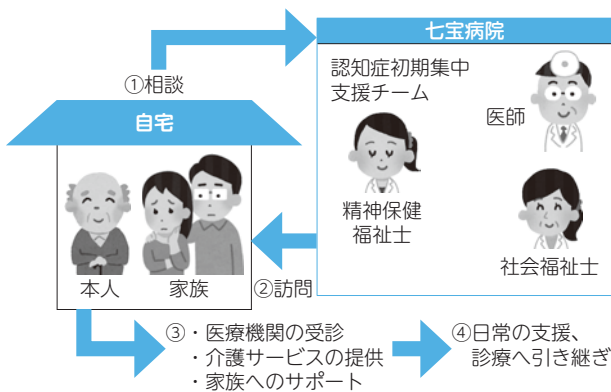 七宝病院
認知症初期集中
支援チーム
医師
精神保健
福祉士
社会福祉士
①相談
自宅
本人
家族
②訪問
③・医療機関の受診
・介護サービスの提供
・家族へのサポート
④日常の支援、
診療へ引き継ぎ